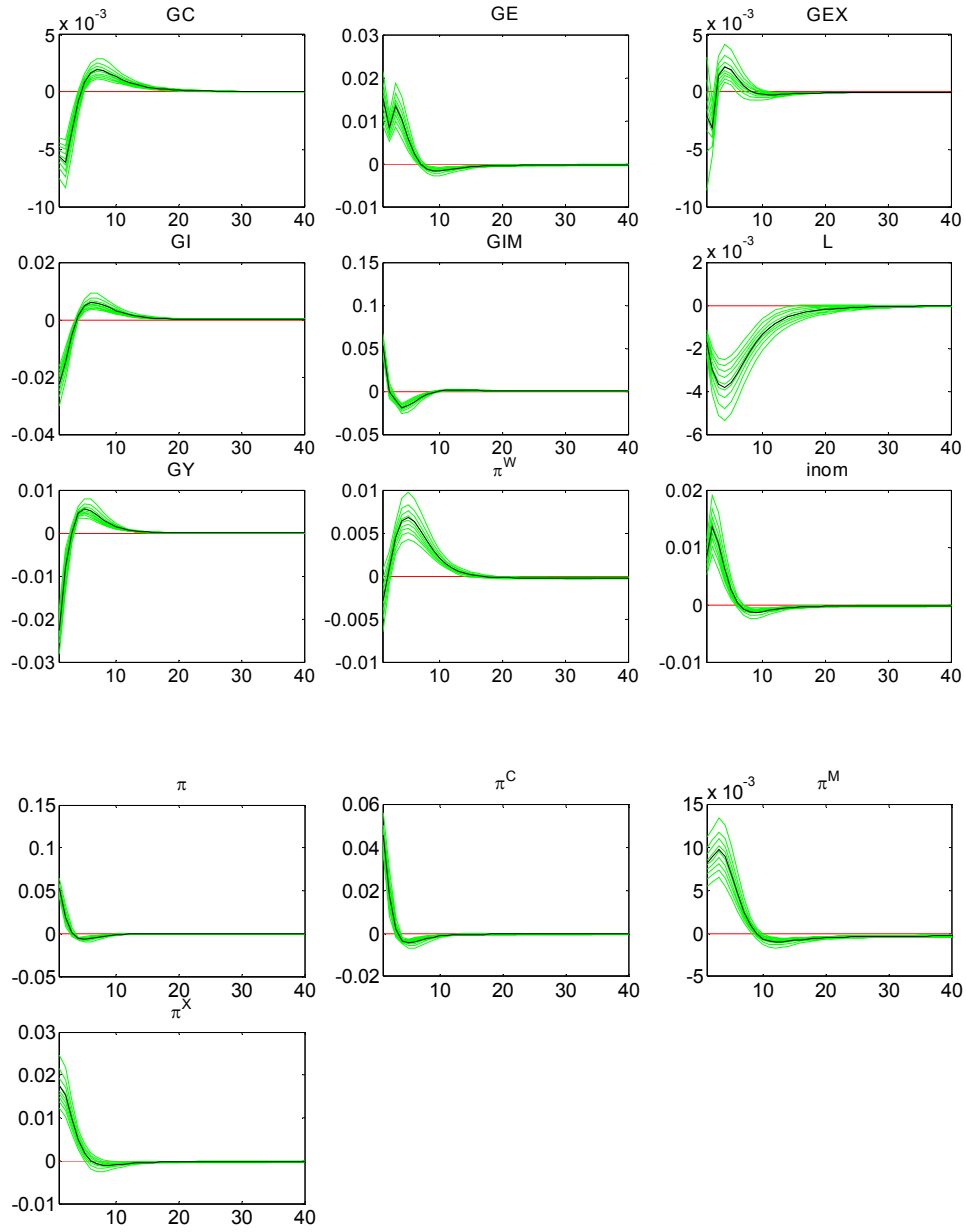 GC
GE
GEX
x 10^-3
5
0
-5
-10
10 20 30 40
0.03
0.02
0.01
0
-0.01
10 20 30 40
x 10^-3
5
0
-5
-10
10 20 30 40
GI
GIM
L
0.02
0
-0.02
-0.04
10 20 30 40
0.15
0.1
0.05
0
-0.05
10 20 30 40
x 10^-3
2
0
-2
-4
-6
10 20 30 40
GY
π^W
inom
0.01
0
-0.01
-0.02
-0.03
10 20 30 40
0.01
0.005
0
-0.005
0.01
10 20 30 40
0.02
0.01
0
-0.01
10 20 30 40
π
π^C
π^M
0.15
0.1
0.05
0
-0.05
10 20 30 40
0.06
0.04
0.02
0
-0.02
10 20 30 40
x 10^-3
15
10
5
0
-5
10 20 30 40
π^X
0.03
0.02
0.01
0
-0.01
10 20 30 40